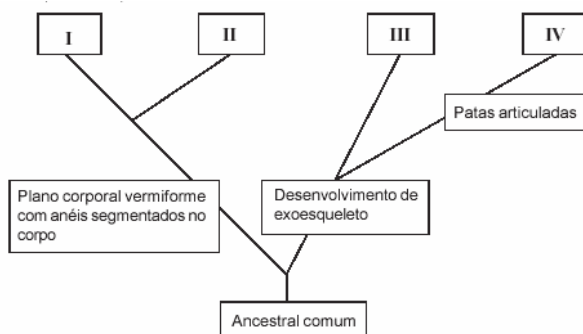 I
II
III
IV
Patas articuladas
Plano corporal vermiforme
com anéis segmentados no
corpo
Desenvolvimento de
exoesqueleto
Ancestral comum